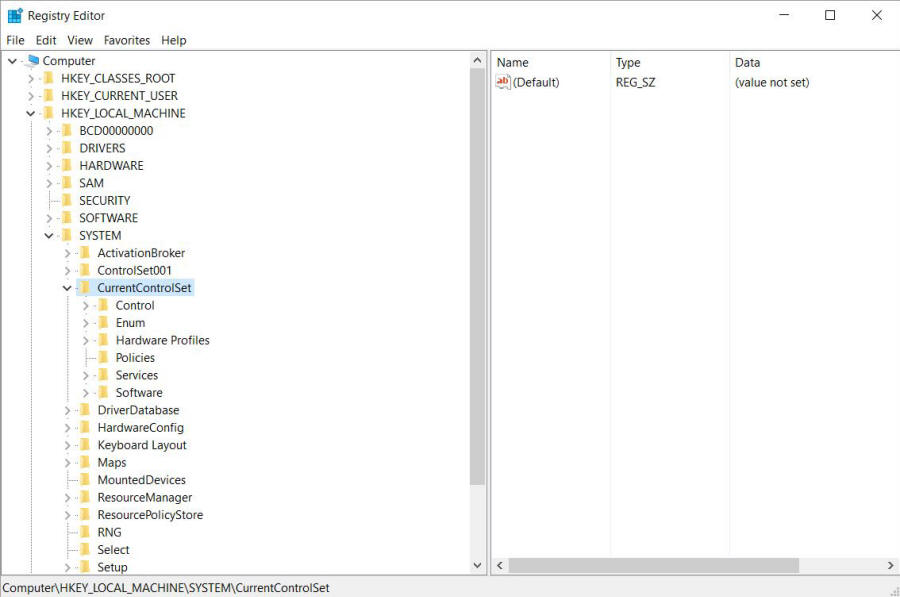 Registry Editor
File Edit View Favorites Help
Computer
HKEY_CLASSES_ROOT
HKEY_CURRENT_USER
HKEY_LOCAL_MACHINE
BCD00000000
DRIVERS
HARDWARE
SAM
SECURITY
SOFTWARE
SYSTEM
ActivationBroker
ControlSet001
CurrentControlSet
Control
Enum
Hardware Profiles
Policies
Services
Software
DriverDatabase
HardwareConfig
Keyboard Layout
Maps
MountedDevices
ResourceManager
ResourcePolicyStore
RNG
Select
Setup
Name Type Data
ab (Default) REG_SZ (value not set)
Computer\HKEY_LOCAL_MACHINE\SYSTEM\CurrentControlSet